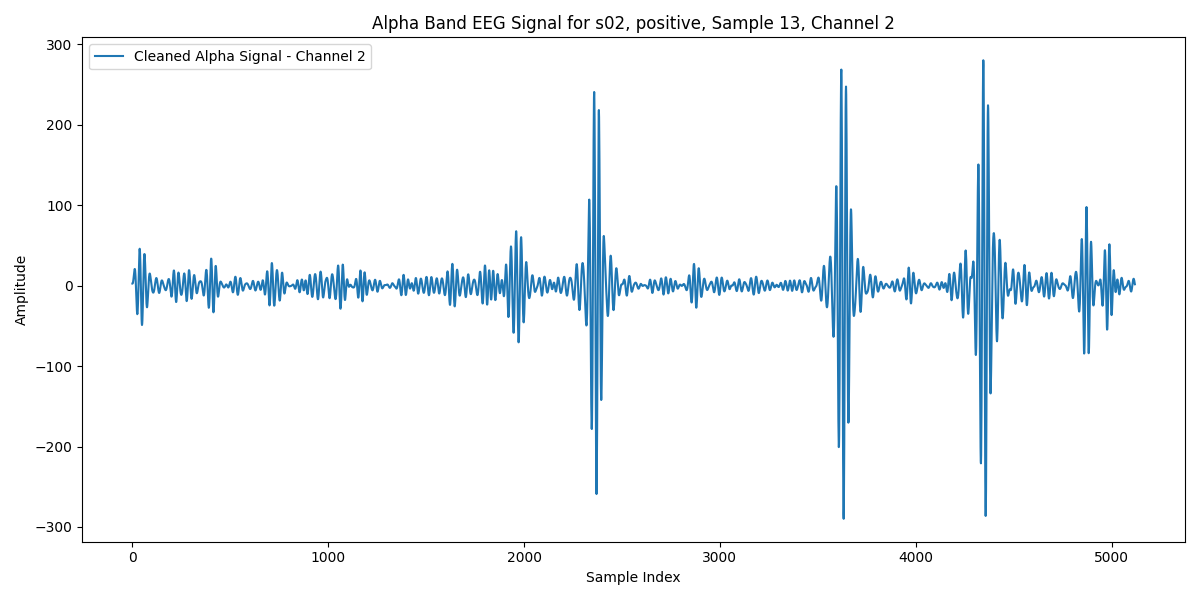 Alpha Band EEG Signal for s02, positive, Sample 13, Channel 2
Cleaned Alpha Signal - Channel 2
300
200
100
0
−100
−200
−300
Amplitude
0 1000 2000 3000 4000 5000
Sample Index